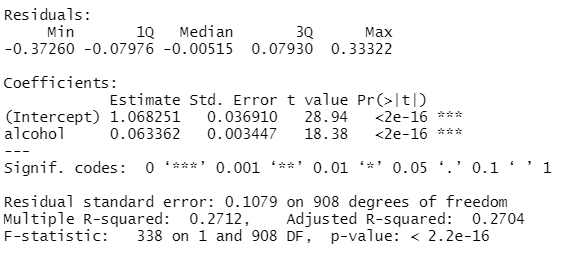 Residuals:
Min 1Q Median 3Q Max
-0.37260 -0.07976 -0.00515 0.07930 0.33322
Coefficients:
Estimate Std. Error t value Pr(>|t|)
(Intercept) 1.068251 0.036910 28.94 <2e-16 ***
alcohol 0.063362 0.003447 18.38 <2e-16 ***
---
Signif. codes: 0 ‘***’ 0.001 ‘**’ 0.01 ‘*’ 0.05 ‘.’ 0.1 ‘ ’ 1
Residual standard error: 0.1079 on 908 degrees of freedom
Multiple R-squared: 0.2712, Adjusted R-squared: 0.2704
F-statistic: 338 on 1 and 908 DF, p-value: < 2.2e-16